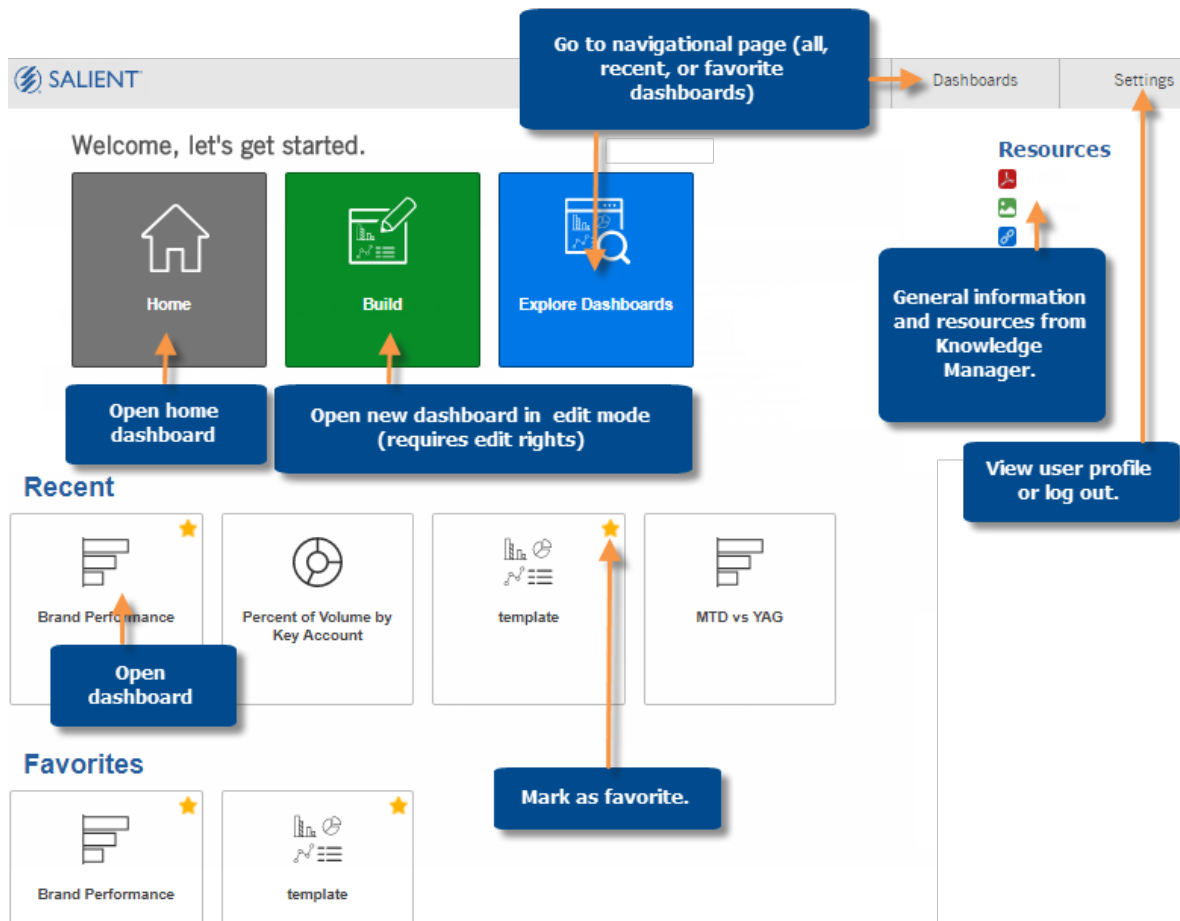 Go to navigational page (all,
recent, or favorite
dashboards)
SALIENT
Dashboards
Settings
Welcome, let's get started.
Resources
Home
Build
Explore Dashboards
General information
and resources from
Knowledge
Manager.
Open home
dashboard
Open new dashboard in edit mode
(requires edit rights)
View user profile
or log out.
Recent
Brand Performance
Percent of Volume by
Key Account
template
MTD vs YAG
Open
dashboard
Favorites
Mark as favorite.
Brand Performance
template